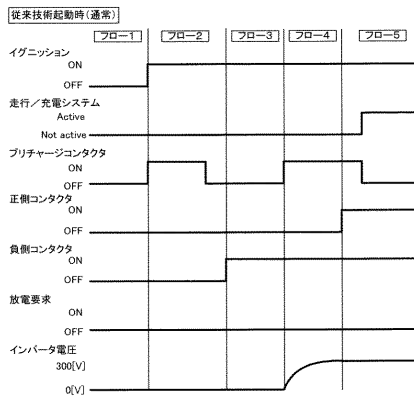 従来技術起動時(通常)
フロー1 フロー2 フロー3 フロー4 フロー5
イグニッション
ON
OFF
走行/充電システム
Active
Not active
プリチャージコンタクタ
ON
OFF
正側コンタクタ
ON
OFF
負側コンタクタ
ON
OFF
放電要求
ON
OFF
インバータ電圧
300[V]
0[V]